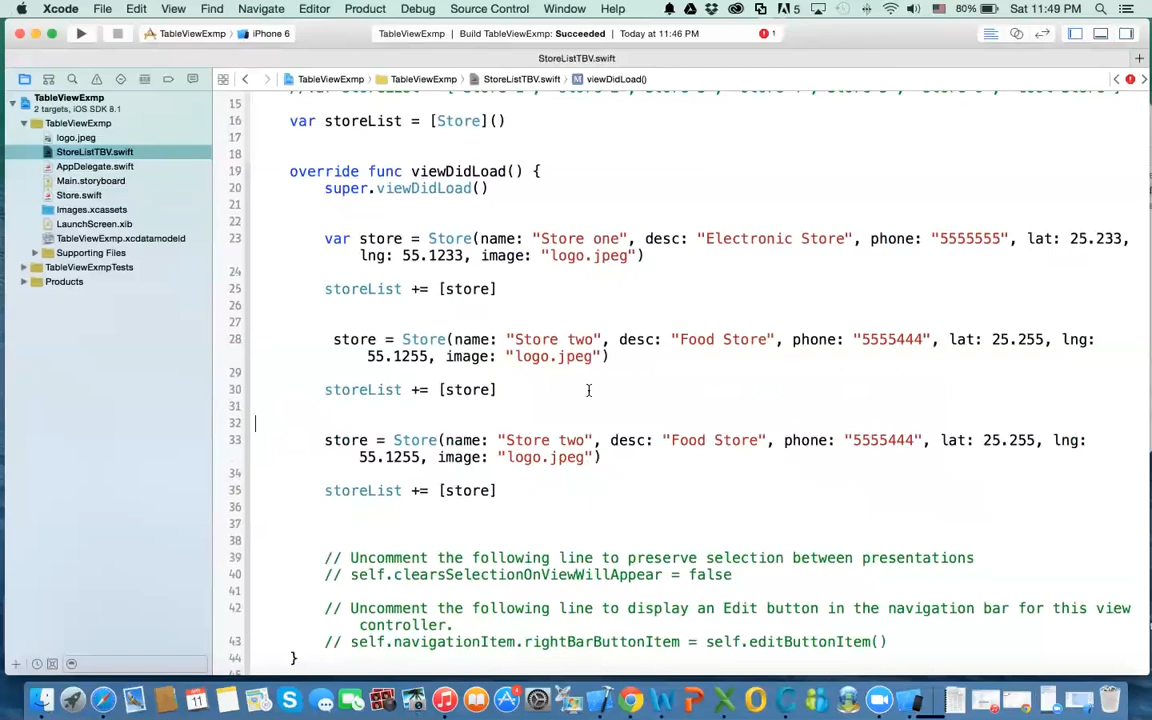 Xcode File Edit View Find Navigate Editor Product Debug Source Control Window Help 5 80% Sat 11:49 PM
TableViewExmp iPhone 6 TableViewExmp Build TableViewExmp: Succeeded Today at 11:46 PM 1
StoreListTBV.swift
TableViewExmp TableViewExmp StoreListTBV.swift M viewDidLoad()
TableViewExmp
2 targets, iOS SDK 8.1
TableViewExmp
logo.jpeg
StoreListTBV.swift
AppDelegate.swift
Main.storyboard
Store.swift
Images.xcassets
LaunchScreen.xib
TableViewExmp.xcdatamodeld
Supporting Files
TableViewExmpTests
Products
15
16 var storeList = [Store]()
17
18
19 override func viewDidLoad() {
20 super.viewDidLoad()
21
22
23 var store = Store(name: "Store one", desc: "Electronic Store", phone: "5555555", lat: 25.233,
lng: 55.1233, image: "logo.jpeg")
24
25 storeList += [store]
26
27
28 store = Store(name: "Store two", desc: "Food Store", phone: "5555444", lat: 25.255, lng:
55.1255, image: "logo.jpeg")
29
30 storeList += [store]
31
32
33 store = Store(name: "Store two", desc: "Food Store", phone: "5555444", lat: 25.255, lng:
55.1255, image: "logo.jpeg")
34
35 storeList += [store]
36
37
38
39 // Uncomment the following line to preserve selection between presentations
40 // self.clearsSelectionOnViewWillAppear = false
41
42 // Uncomment the following line to display an Edit button in the navigation bar for this view
controller.
43 // self.navigationItem.rightBarButtonItem = self.editButtonItem()
44 }